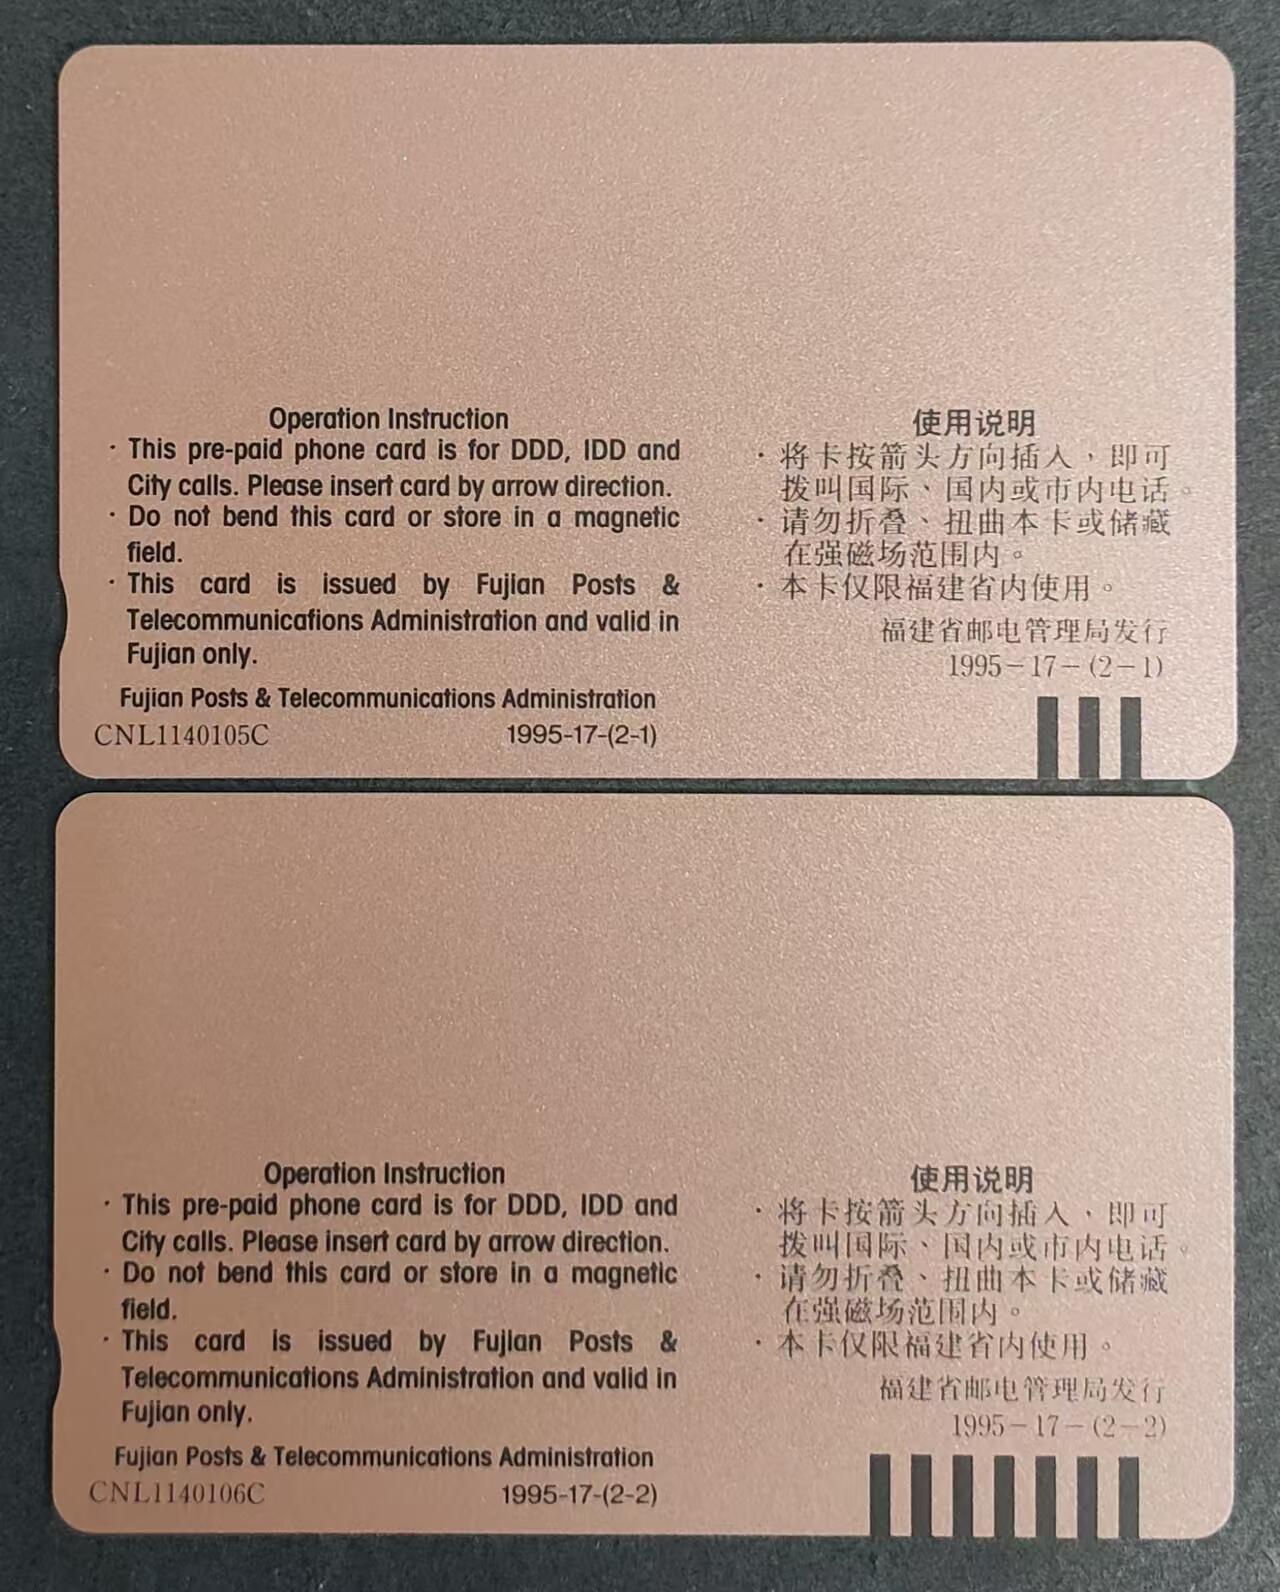 Operation Instruction
· This pre-paid phone card is for DDD, IDD and
City calls. Please insert card by arrow direction.
· Do not bend this card or store in a magnetic
field.
· This card is issued by Fujian Posts &
Telecommunications Administration and valid in
Fujian only.
Fujian Posts & Telecommunications Administration
CNL1140105C 1995-17-(2-1)
使用说明
· 将卡按箭头方向插入，即可
拨叫国际、国内或市内电话。
· 请勿折叠、扭曲本卡或储藏
在强磁场范围内。
· 本卡仅限福建省内使用。
福建省邮电管理局发行
1995-17-(2-1)
Operation Instruction
· This pre-paid phone card is for DDD, IDD and
City calls. Please insert card by arrow direction.
· Do not bend this card or store in a magnetic
field.
· This card is issued by Fujian Posts &
Telecommunications Administration and valid in
Fujian only.
Fujian Posts & Telecommunications Administration
CNL1140106C 1995-17-(2-2)
使用说明
· 将卡按箭头方向插入，即可
拨叫国际、国内或市内电话。
· 请勿折叠、扭曲本卡或储藏
在强磁场范围内。
· 本卡仅限福建省内使用。
福建省邮电管理局发行
1995-17-(2-2)